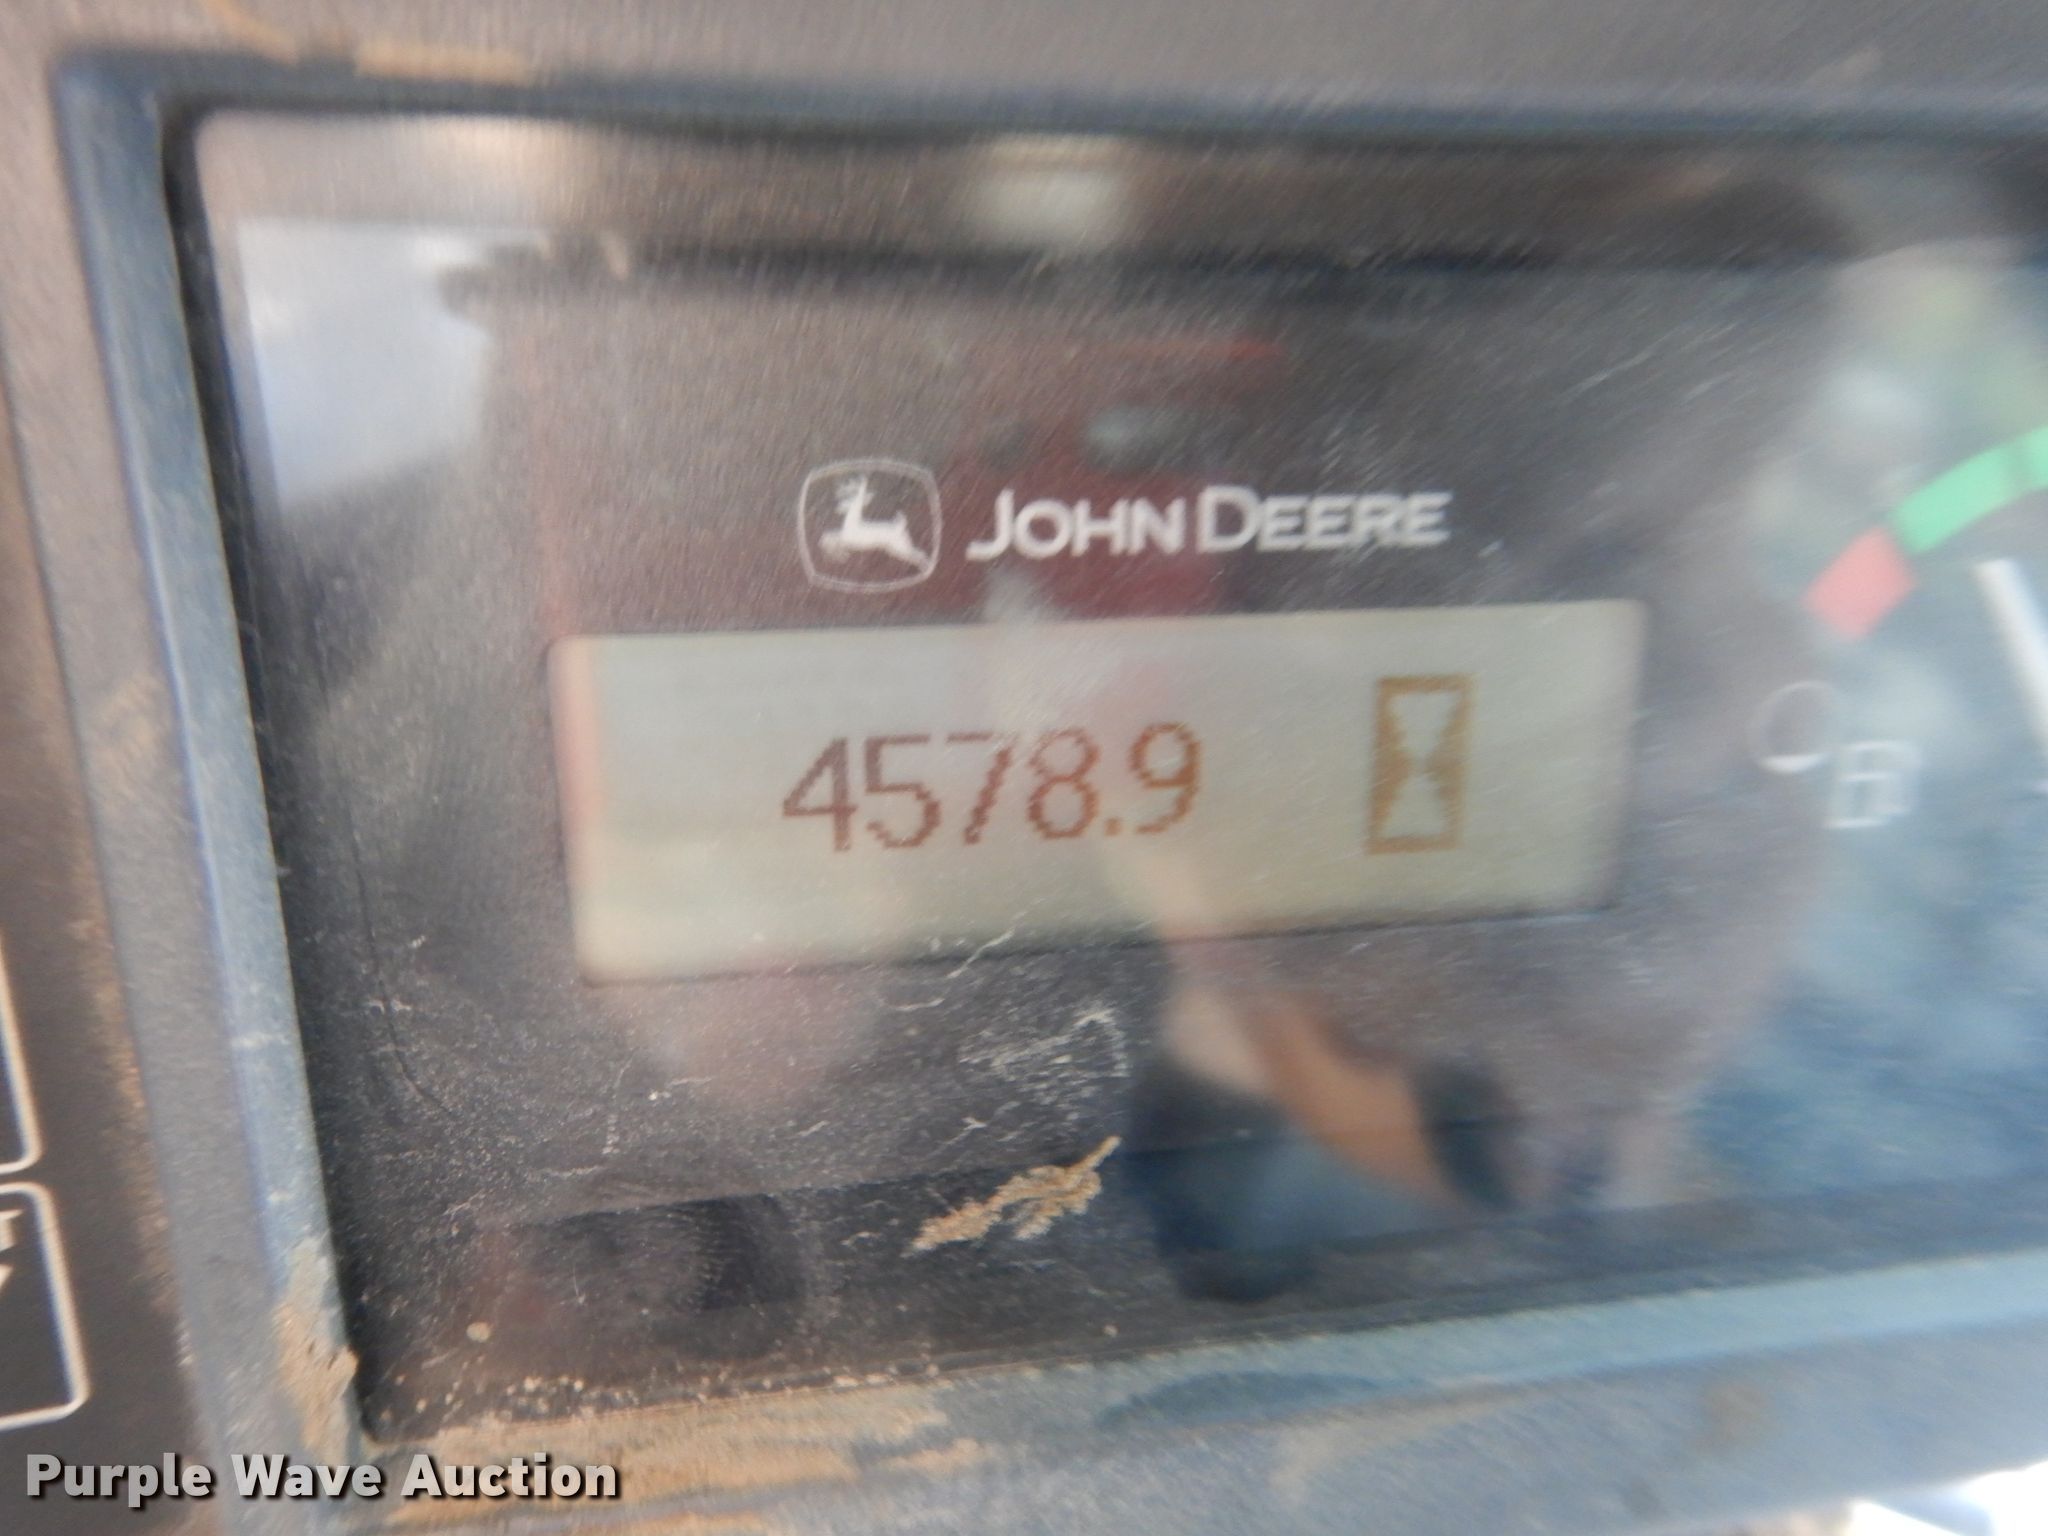 JOHN DEERE
4578.9
Purple Wave Auction